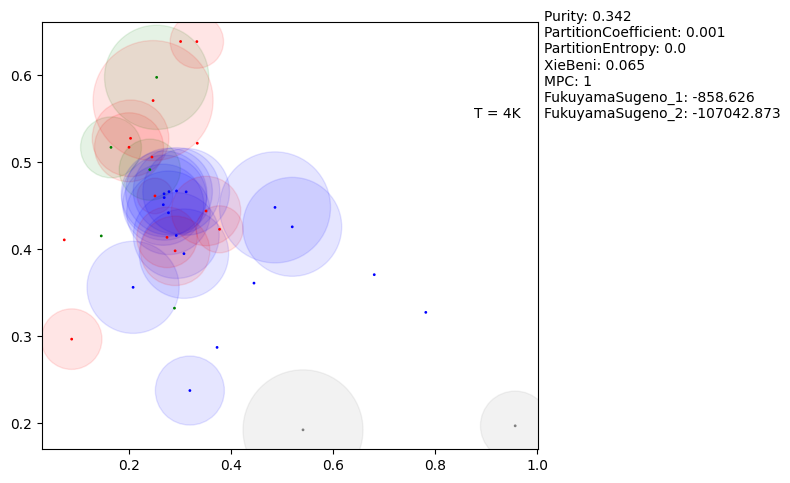 Purity: 0.342
PartitionCoefficient: 0.001
PartitionEntropy: 0.0
XieBeni: 0.065
MPC: 1
FukuyamaSugeno_1: -858.626
FukuyamaSugeno_2: -107042.873
T = 4K
0.6
0.5
0.4
0.3
0.2
0.2
0.4
0.6
0.8
1.0